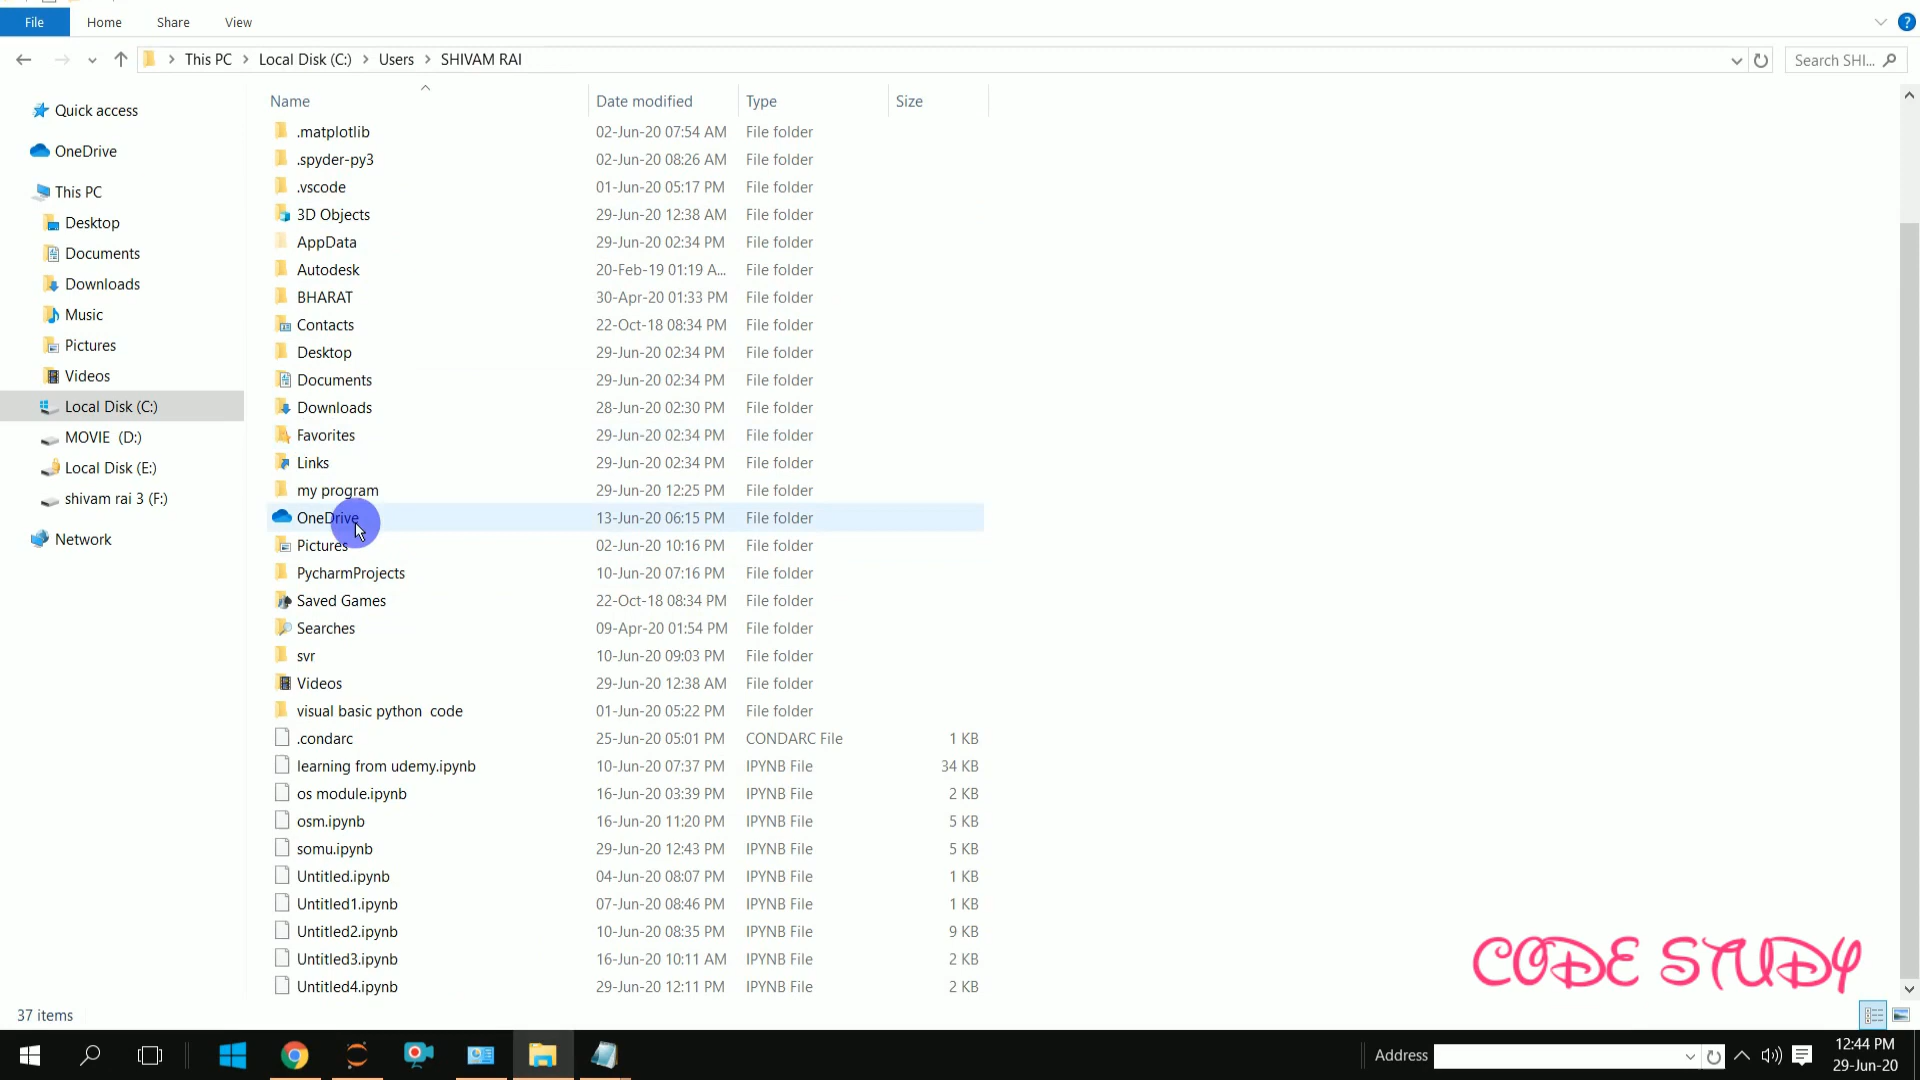 File Home Share View
This PC Local Disk (C:) Users SHIVAM RAI Search SHI...
Name Date modified Type Size
Quick access
OneDrive
This PC
Desktop
Documents
Downloads
Music
Pictures
Videos
Local Disk (C:)
MOVIE (D:)
Local Disk (E:)
shivam rai 3 (F:)
Network
.matplotlib 02-Jun-20 07:54 AM File folder
.spyder-py3 02-Jun-20 08:26 AM File folder
.vscode 01-Jun-20 05:17 PM File folder
3D Objects 29-Jun-20 12:38 AM File folder
AppData 29-Jun-20 02:34 PM File folder
Autodesk 20-Feb-19 01:19 A... File folder
BHARAT 30-Apr-20 01:33 PM File folder
Contacts 22-Oct-18 08:34 PM File folder
Desktop 29-Jun-20 02:34 PM File folder
Documents 29-Jun-20 02:34 PM File folder
Downloads 28-Jun-20 02:30 PM File folder
Favorites 29-Jun-20 02:34 PM File folder
Links 29-Jun-20 02:34 PM File folder
my program 29-Jun-20 12:25 PM File folder
OneDrive 13-Jun-20 06:15 PM File folder
Pictures 02-Jun-20 10:16 PM File folder
PycharmProjects 10-Jun-20 07:16 PM File folder
Saved Games 22-Oct-18 08:34 PM File folder
Searches 09-Apr-20 01:54 PM File folder
svr 10-Jun-20 09:03 PM File folder
Videos 29-Jun-20 12:38 AM File folder
visual basic python  code 01-Jun-20 05:22 PM File folder
.condarc 25-Jun-20 05:01 PM CONDARC File 1 KB
learning from udemy.ipynb 10-Jun-20 07:37 PM IPYNB File 34 KB
os module.ipynb 16-Jun-20 03:39 PM IPYNB File 2 KB
osm.ipynb 16-Jun-20 11:20 PM IPYNB File 5 KB
somu.ipynb 29-Jun-20 12:43 PM IPYNB File 5 KB
Untitled.ipynb 04-Jun-20 08:07 PM IPYNB File 1 KB
Untitled1.ipynb 07-Jun-20 08:46 PM IPYNB File 1 KB
Untitled2.ipynb 10-Jun-20 08:35 PM IPYNB File 9 KB
Untitled3.ipynb 16-Jun-20 10:11 AM IPYNB File 2 KB
Untitled4.ipynb 29-Jun-20 12:11 PM IPYNB File 2 KB
CODE STUDY
37 items
Address
12:44 PM
29-Jun-20